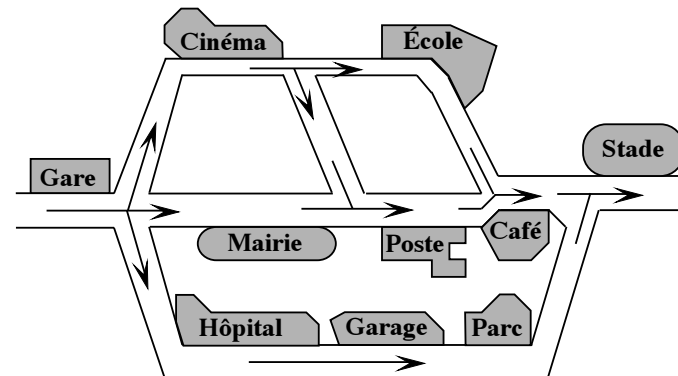 Cinéma
École
Stade
Gare
Mairie
Poste
Café
Hôpital
Garage
Parc